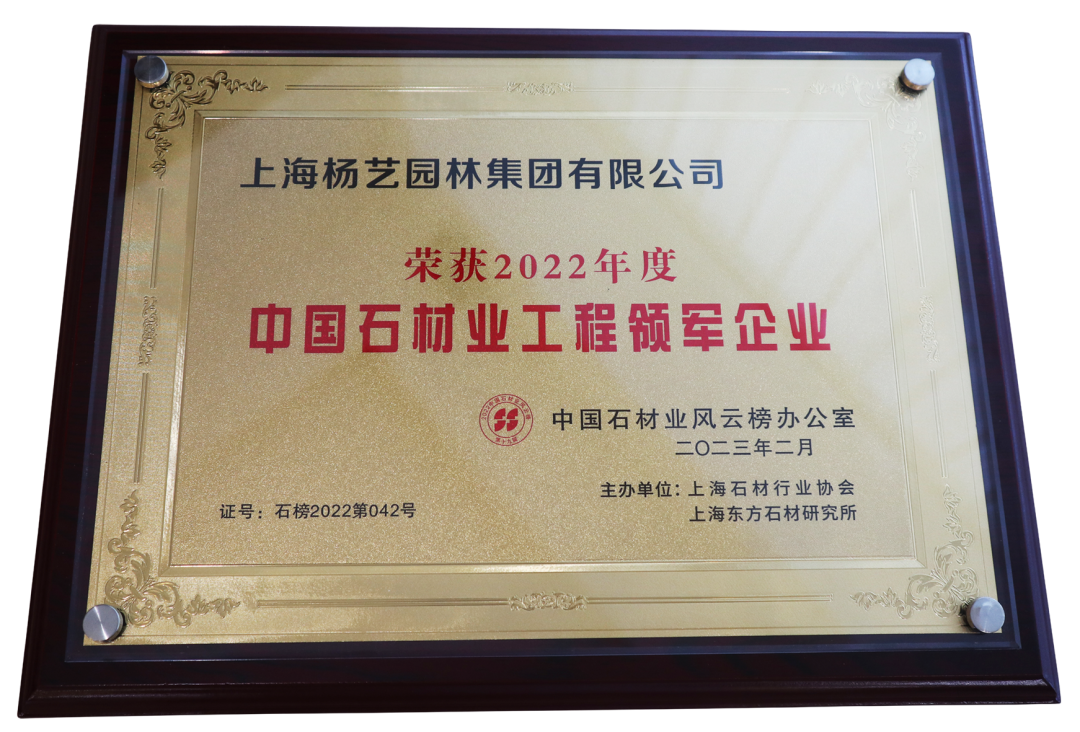 上海杨艺园林集团有限公司
荣获2022年度
中国石材业工程领军企业
中国石材业风云榜办公室
二〇二三年二月
主办单位：上海石材行业协会
上海东方石材研究所
证号：石榜2022第042号